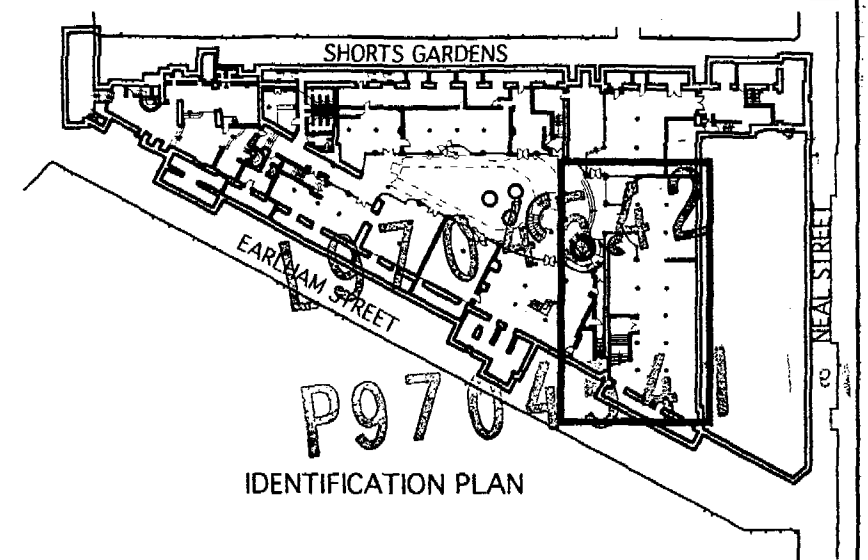 SHORTS GARDENS
NEAL STREET
EARLHAM STREET
P9704
IDENTIFICATION PLAN